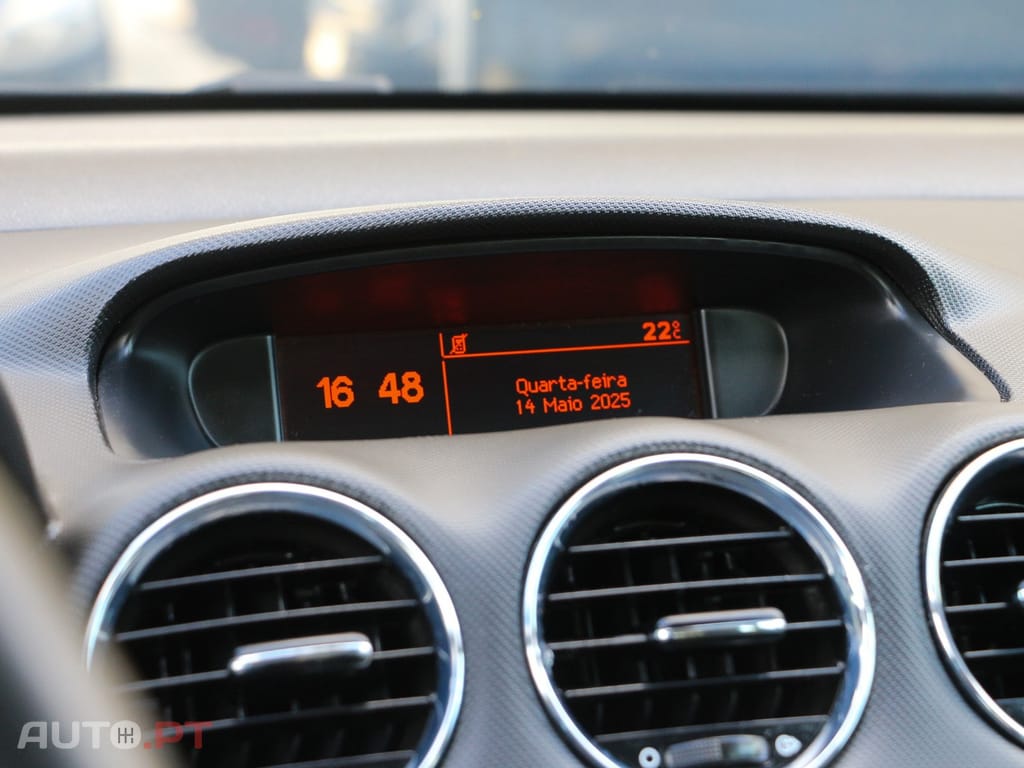 22°C
16 48
Quarta-feira
14 Maio 2025
AUTO.PT